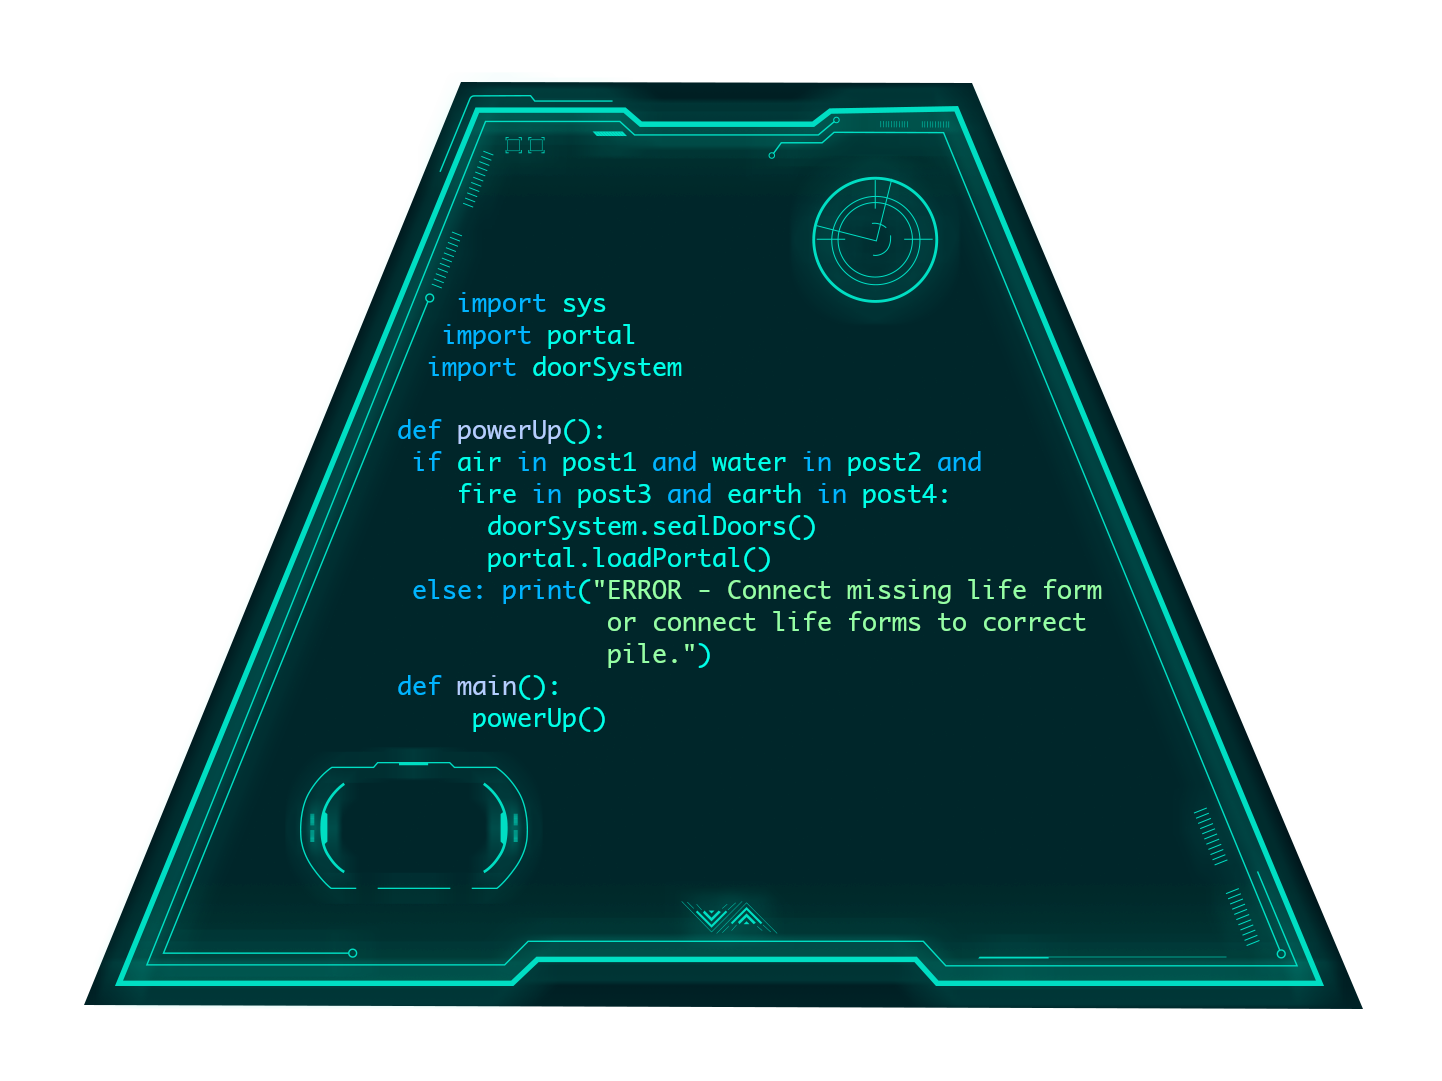 import sys
import portal
import doorSystem
def powerUp():
if air in post1 and water in post2 and
fire in post3 and earth in post4:
doorSystem.sealDoors()
portal.loadPortal()
else: print("ERROR - Connect missing life form
or connect life forms to correct
pile.")
def main():
powerUp()